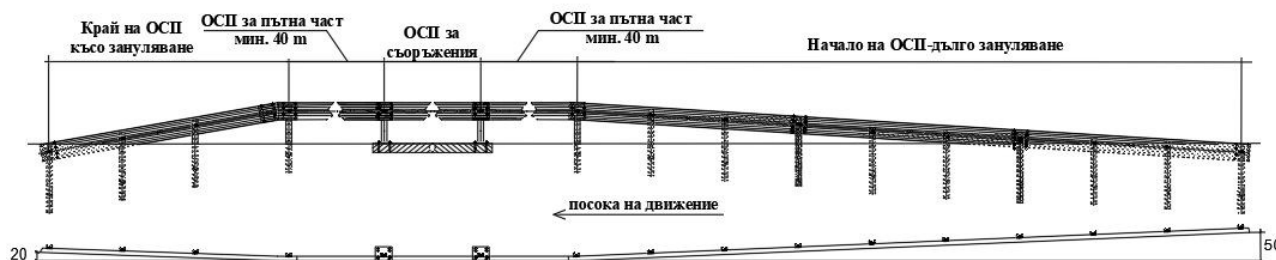 Край на ОСП
късо зануляване
ОСП за пътна част
мин. 40 m
ОСП за
съоръжения
ОСП за пътна част
мин. 40 m
Начало на ОСП-дълго зануляване
посока на движение
20
50